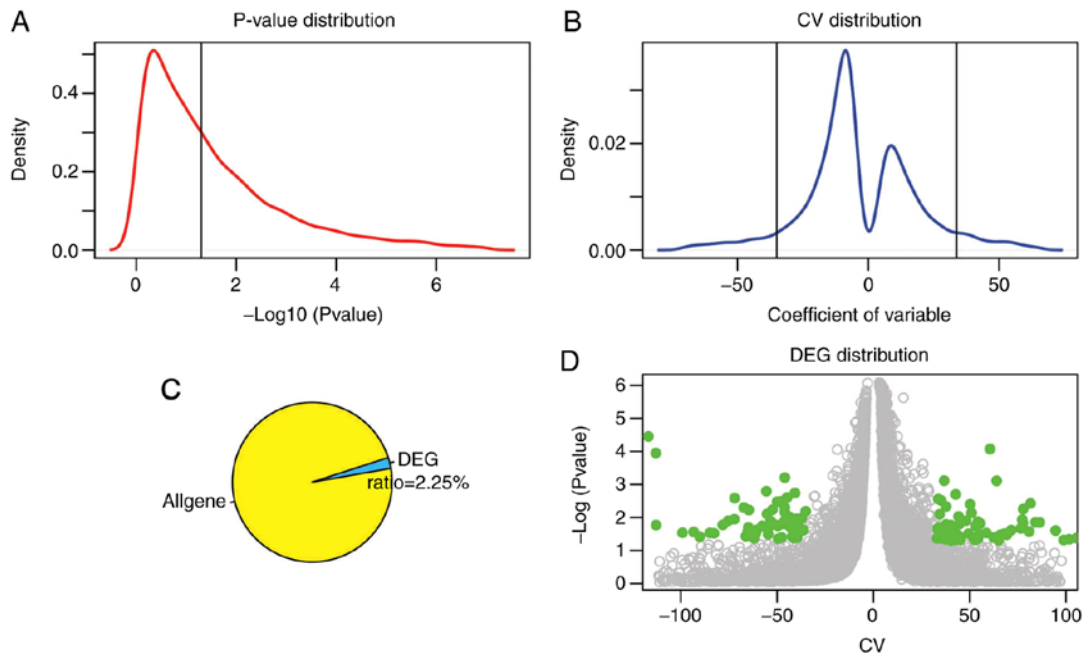 A
P-value distribution
Density
0.4
0.2
0.0
0
2
4
6
−Log10 (Pvalue)
B
CV distribution
Density
0.02
0.00
−50
0
50
Coefficient of variable
C
Allgene
DEG
ratio=2.25%
D
DEG distribution
−Log (Pvalue)
6
5
4
3
2
1
0
−100
−50
0
50
100
CV